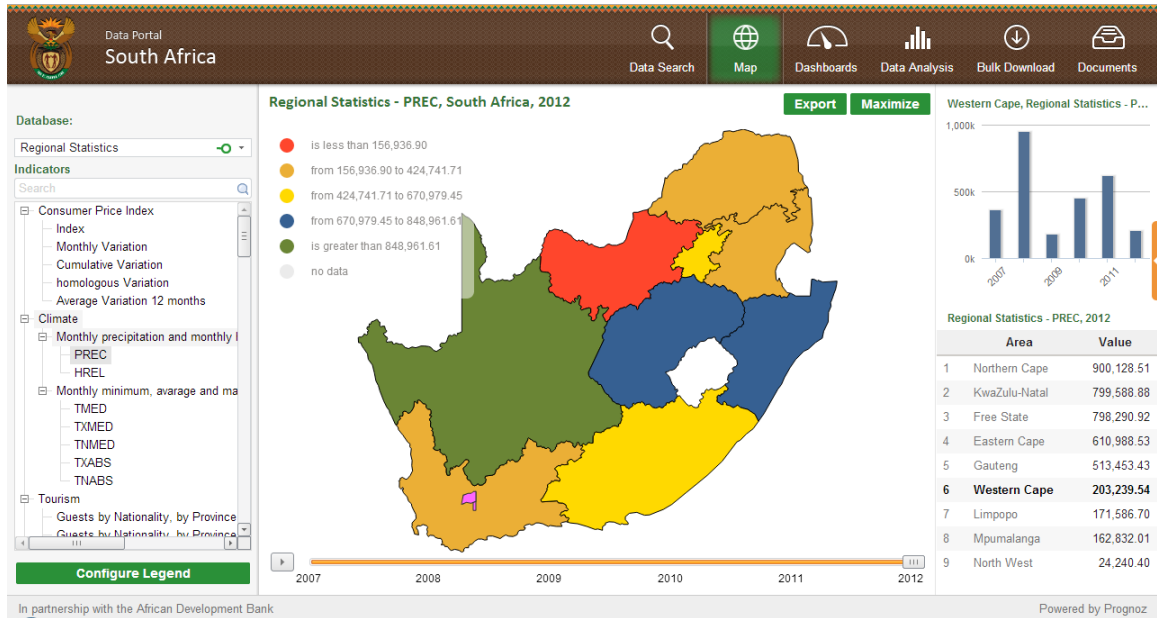 Data Portal
South Africa
Data Search
Map
Dashboards
Data Analysis
Bulk Download
Documents
Database:
Regional Statistics
Indicators
Search
Consumer Price Index
Index
Monthly Variation
Cumulative Variation
homologous Variation
Average Variation 12 months
Climate
Monthly precipitation and monthly l
PREC
HREL
Monthly minimum, avarage and ma
TMED
TXMED
TNMED
TXABS
TNABS
Tourism
Guests by Nationality, by Province
Guests by Nationality, by Province
Configure Legend
Regional Statistics - PREC, South Africa, 2012
Export
Maximize
is less than 156,936.90
from 156,936.90 to 424,741.71
from 424,741.71 to 670,979.45
from 670,979.45 to 848,961.61
is greater than 848,961.61
no data
2007 2008 2009 2010 2011 2012
Western Cape, Regional Statistics - P...
1,000k
500k
0k
2007 2009 2011
Regional Statistics - PREC, 2012
Area Value
1 Northern Cape 900,128.51
2 KwaZulu-Natal 799,588.88
3 Free State 798,290.92
4 Eastern Cape 610,988.53
5 Gauteng 513,453.43
6 Western Cape 203,239.54
7 Limpopo 171,586.70
8 Mpumalanga 162,832.01
9 North West 24,240.40
In partnership with the African Development Bank
Powered by Prognoz